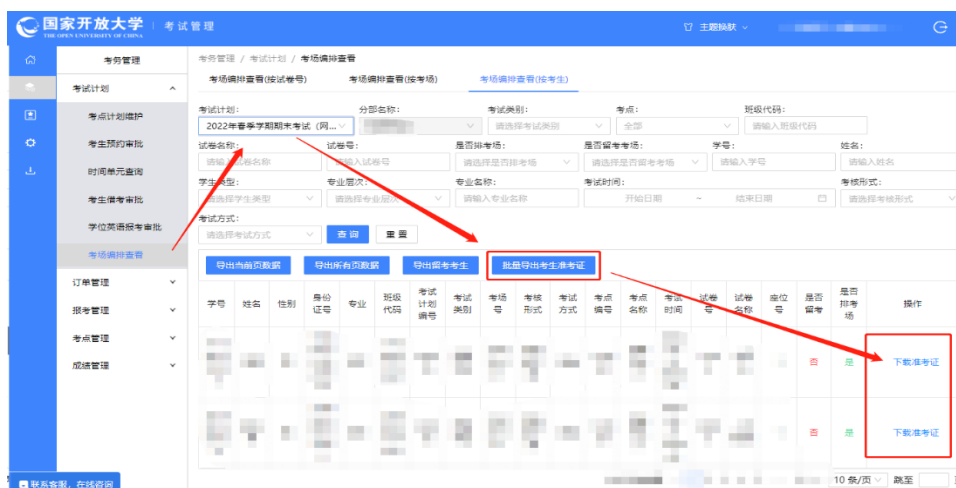 国家开放大学 考试管理 主题换肤
THE OPEN UNIVERSITY OF CHINA
考务管理
考试计划
考点计划维护
考生预约审批
时间单元查询
考生借考审批
学位英语报考审批
考场编排查看
订单管理
报考管理
考点管理
成绩管理
联系客服，在线咨询
考务管理 / 考试计划 / 考场编排查看
考场编排查看(按试卷号) 考场编排查看(按考场) 考场编排查看(按考生)
考试计划: 分部名称: 考试类别: 考点: 班级代码:
2022年春季学期期末考试（网... 请选择考试类别 全部 请输入班级代码
试卷名称: 试卷号: 是否排考场: 是否留考考场: 学号: 姓名:
请输入试卷名称 请输入试卷号 请选择是否排考场 请选择是否留考考场 请输入学号 请输入姓名
学生类型: 专业层次: 专业名称: 考试时间: 考核形式:
请选择学生类型 请选择专业层次 请输入专业名称 开始日期 ~ 结束日期 请选择考核形式
考试方式:
请选择考试方式 查询 重置
导出当前页数据 导出所有页数据 导出留考考生 批量导出考生准考证
学号 姓名 性别 身份证号 专业 班级代码 考试计划编号 考试类别 考场号 考核形式 考试方式 考点编号 考点名称 考试时间 试卷号 试卷名称 座位号 是否留考 是否排考场 操作
否 是 下载准考证
否 是 下载准考证
10 条/页 跳至